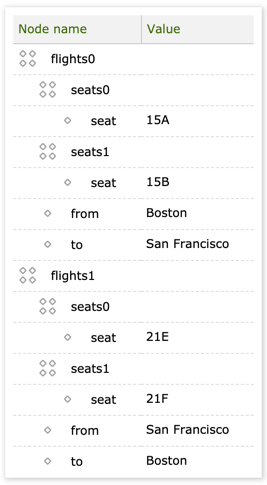 Node name Value
flights0
seats0
seat 15A
seats1
seat 15B
from Boston
to San Francisco
flights1
seats0
seat 21E
seats1
seat 21F
from San Francisco
to Boston